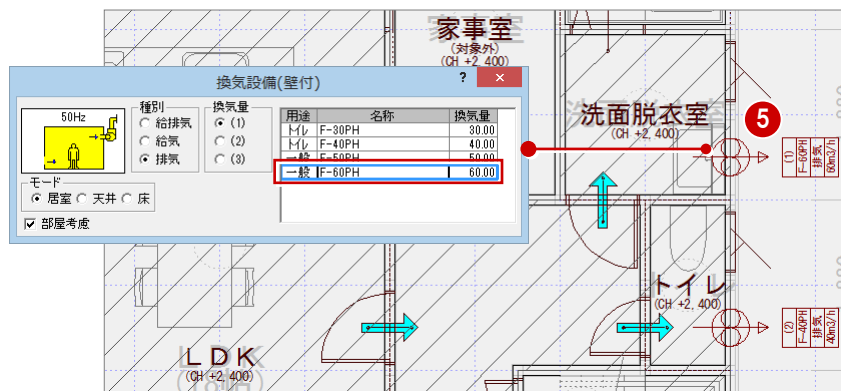 家事室
(対象外)
(CH +2,400)
換気設備(壁付)
?
×
50Hz
種別
給排気
給気
排気
換気量
(1)
(2)
(3)
用途 名称 換気量
トイレ F-30PH 30.00
トイレ F-40PH 40.00
一般 F-50PH 50.00
一般 F-60PH 60.00
モード
居室 天井 床
部屋考慮
洗面脱衣室
(CH +2,400)
5
(1)
F-60PH
排気
60m3/h
トイレ
(CH +2,400)
(2)
F-40PH
排気
40m3/h
LDK
(CH +2,400)